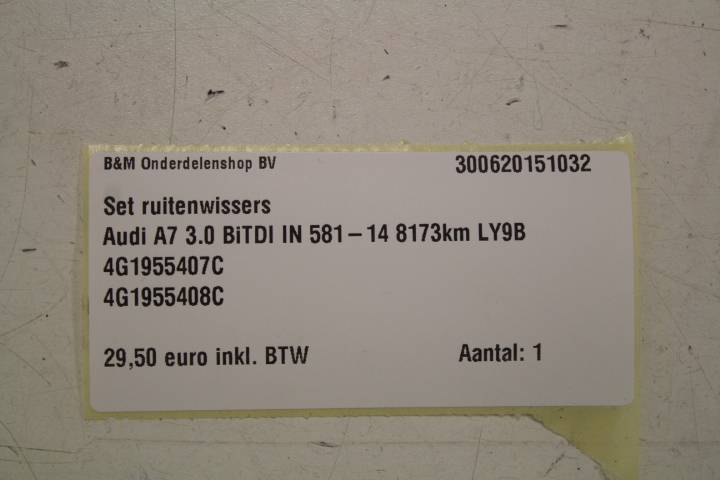 B&M Onderdelenshop BV 300620151032
Set ruitenwissers
Audi A7 3.0 BiTDI IN 581-14 8173km LY9B
4G1955407C
4G1955408C
29,50 euro inkl. BTW Aantal: 1